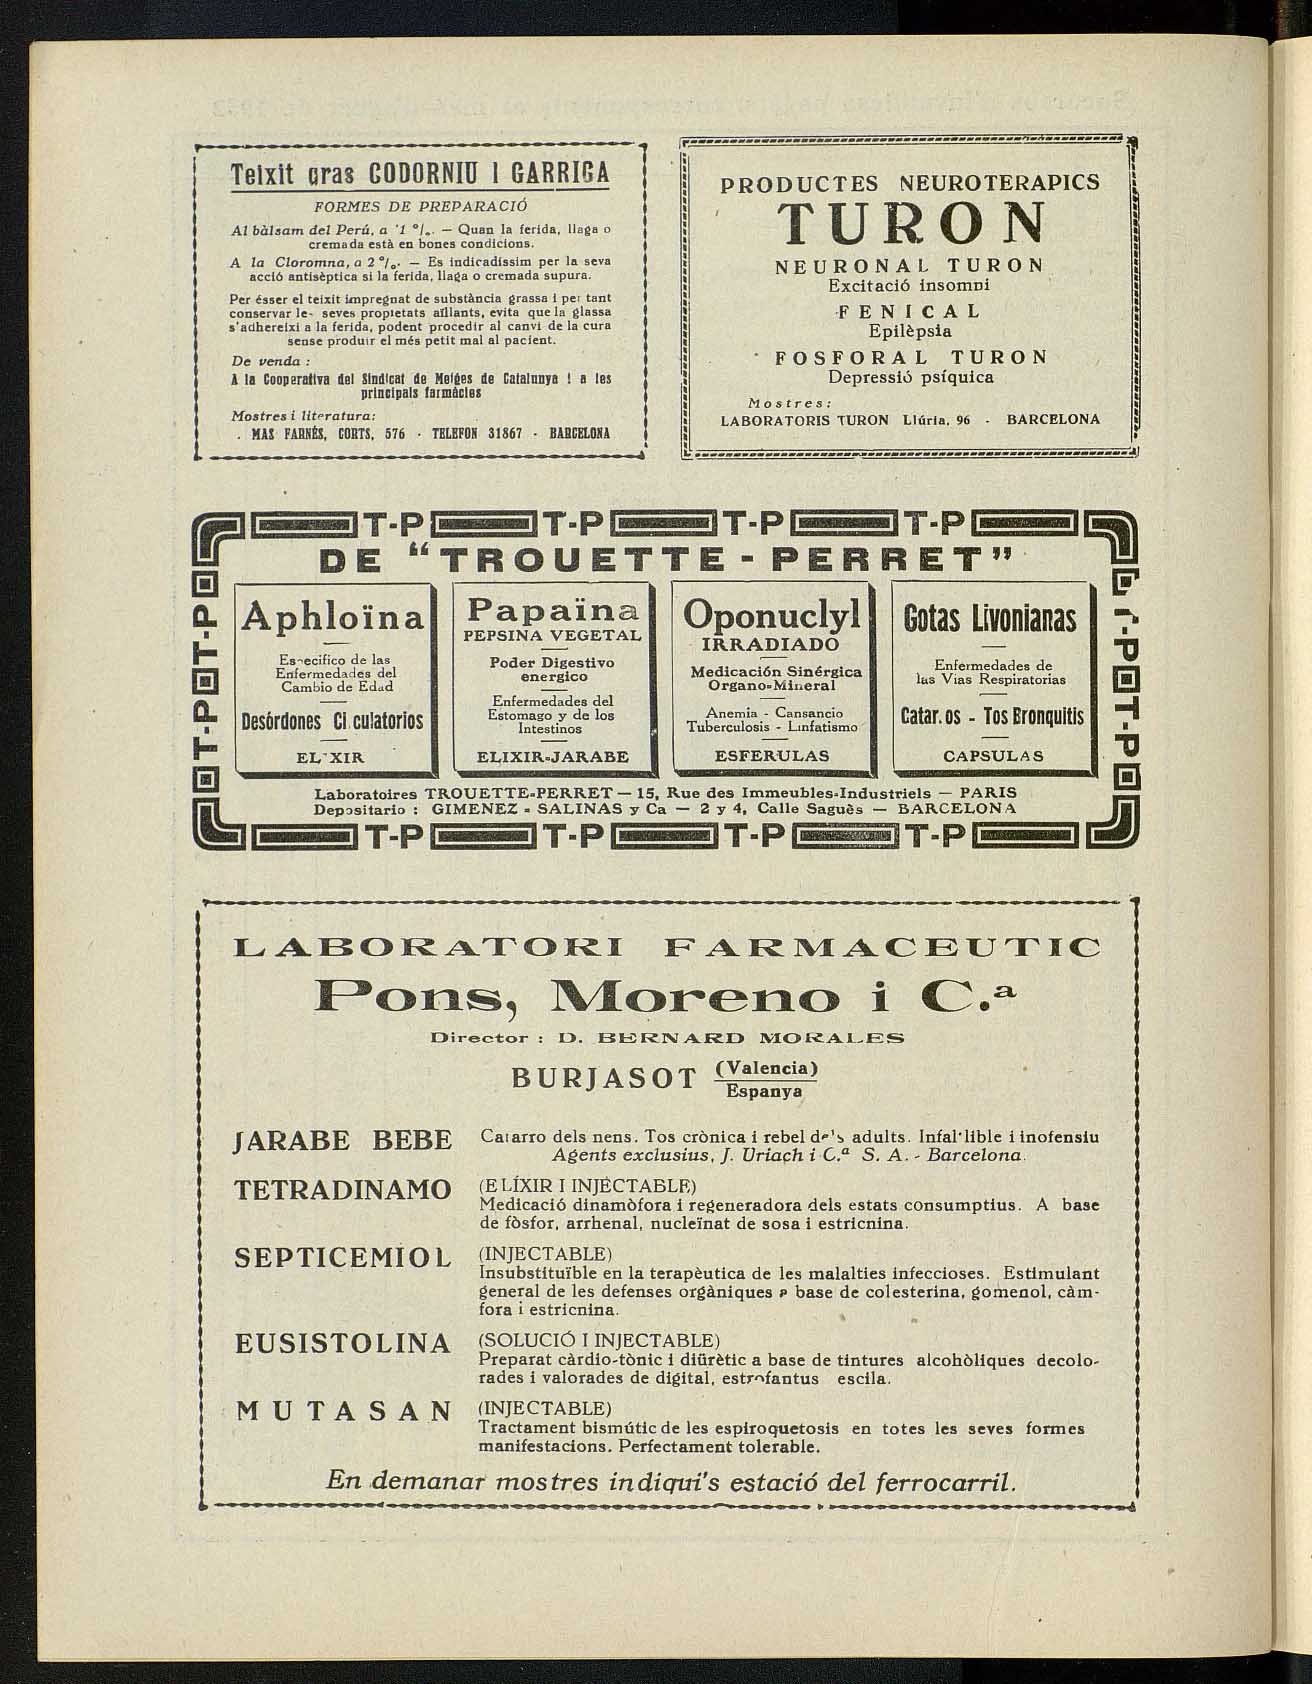 Teixit gras CODORNIU I GARRIGA
FORMES DE PREPARACIÓ
Al bàlsam del Perú, a 1 %. — Quan la ferida, llaga o
cremada està en bones condicions.
A la Cloromna, a 2 %. — Es indicadíssim per la seva
acció antisèptica si la ferida, llaga o cremada supura.
Per ésser el teixit impregnat de substància grassa i per tant
conservar les seves propietats aïllants, evita que la glassa
s'adhereixi a la ferida, podent procedir al canvi de la cura
sense produir el més petit mal al pacient.
De venda :
A la Cooperativa del Sindicat de Metges de Catalunya i a les
principals farmàcies
Mostres i literatura:
MAS FARNÉS, CORTS, 576 - TELEFON 31867 - BARCELONA
PRODUCTES NEUROTERAPICS
TURON
NEURONAL TURON
Excitació insomni
FENICAL
Epilèpsia
FOSFORAL TURON
Depressió psíquica
Mostres:
LABORATORIS TURON Llúria, 96 - BARCELONA
T-P T-P T-P T-P
DE "TROUETTE-PERRET"
T-P T-P
Aphloïna
Especifico de las
Enfermedades del
Cambio de Edad
Desórdones Circulatorios
EL XIR
Papaïna
PEPSINA VEGETAL
Poder Digestivo
energico
Enfermedades del
Estomago y de los
Intestinos
ELIXIR-JARABE
Oponuclyl
IRRADIADO
Medicación Sinérgica
Organo-Mineral
Anemia - Cansancio
Tuberculosis - Linfatismo
ESFERULAS
Gotas Livonianas
Enfermedades de
las Vias Respiratorias
Catar.os - Tos Bronquitis
CAPSULAS
T-P T-P
Laboratoires TROUETTE-PERRET — 15, Rue des Immeubles-Industriels — PARIS
Depositario : GIMENEZ - SALINAS y Ca — 2 y 4, Calle Saguès — BARCELONA
T-P T-P T-P T-P
LABORATORI FARMACEUTIC
Pons, Moreno i C.ª
Director : D. BERNARD MORALES
BURJASOT (Valencia)
Espanya
JARABE BEBE Catarro dels nens. Tos crònica i rebel dels adults. Infal·lible i inofensiu
Agents exclusius, J. Uriach i C.ª S. A. - Barcelona.
TETRADINAMO (ELÍXIR I INJECTABLE)
Medicació dinamòfora i regeneradora dels estats consumptius. A base
de fòsfor, arrhenal, nucleïnat de sosa i estricnina.
SEPTICEMIOL (INJECTABLE)
Insubstituïble en la terapèutica de les malalties infeccioses. Estimulant
general de les defenses orgàniques a base de colesterina, gomenol, càm-
fora i estricnina.
EUSISTOLINA (SOLUCIÓ I INJECTABLE)
Preparat càrdio-tònic i diürètic a base de tintures alcohòliques decolo-
rades i valorades de digital, estrofantus escila.
MUTASAN (INJECTABLE)
Tractament bismútic de les espiroquetosis en totes les seves formes
manifestacions. Perfectament tolerable.
En demanar mostres indiqui's estació del ferrocarril.